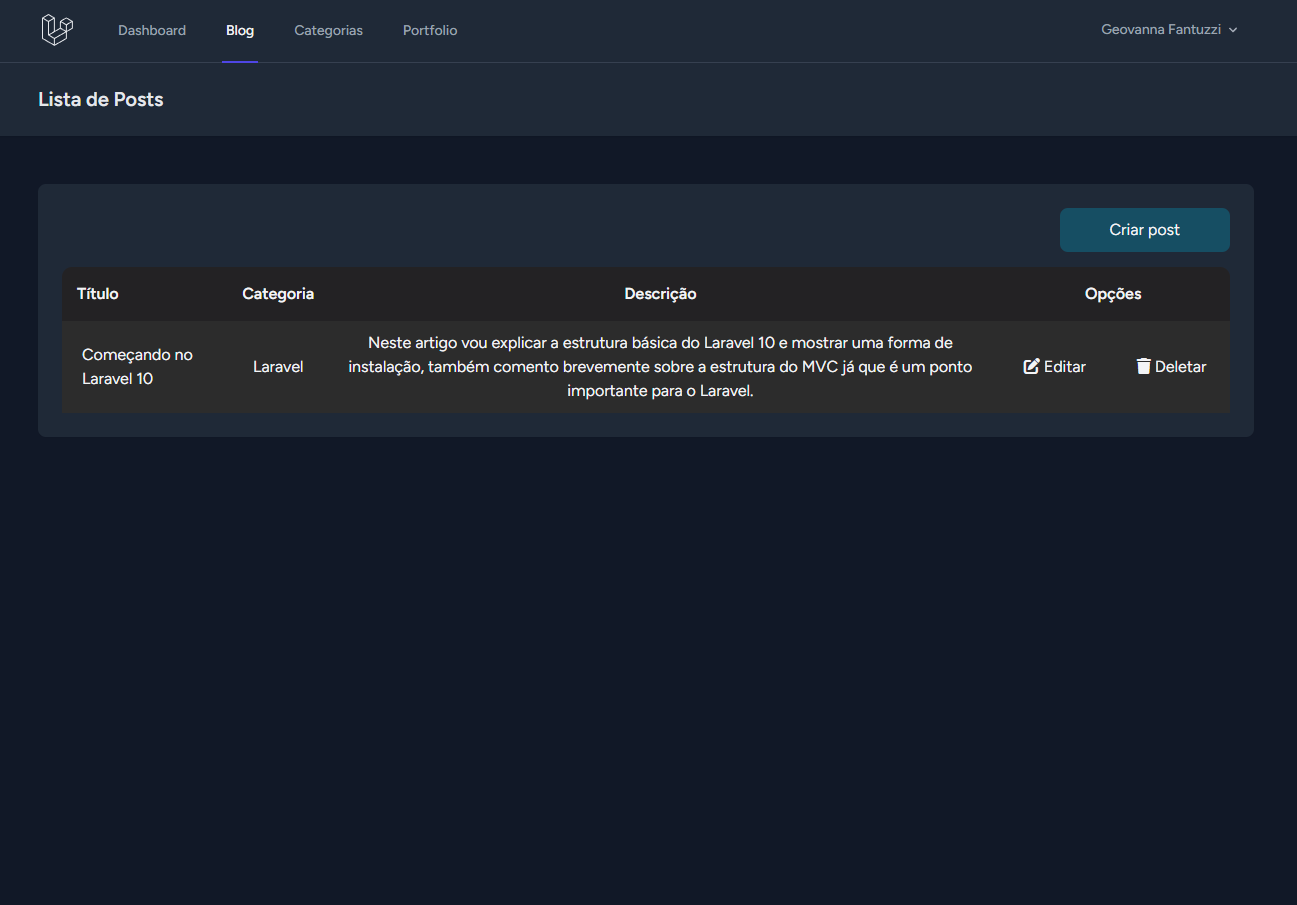 Dashboard Blog Categorias Portfolio Geovanna Fantuzzi
Lista de Posts
Criar post
Título Categoria Descrição Opções
Começando no
Laravel 10
Laravel
Neste artigo vou explicar a estrutura básica do Laravel 10 e mostrar uma forma de
instalação, também comento brevemente sobre a estrutura do MVC já que é um ponto
importante para o Laravel.
Editar Deletar